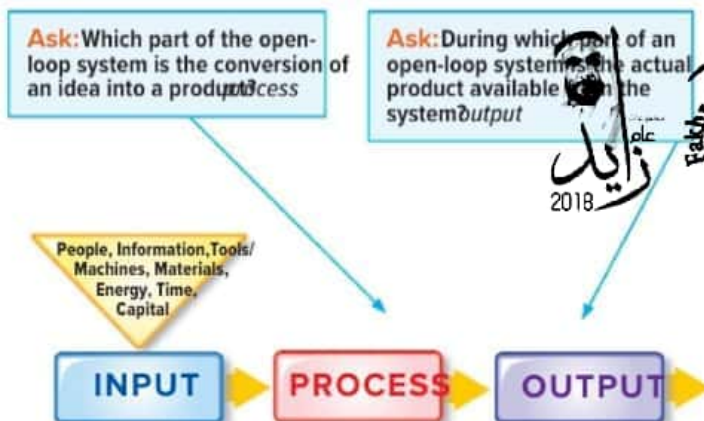 Ask: Which part of the open-
loop system is the conversion of
an idea into a product? process
Ask: During which part of an
open-loop system is the actual
product available from the
system? output
عام
زايد
2018
Fakh
People, Information, Tools/
Machines, Materials,
Energy, Time,
Capital
INPUT
PROCESS
OUTPUT